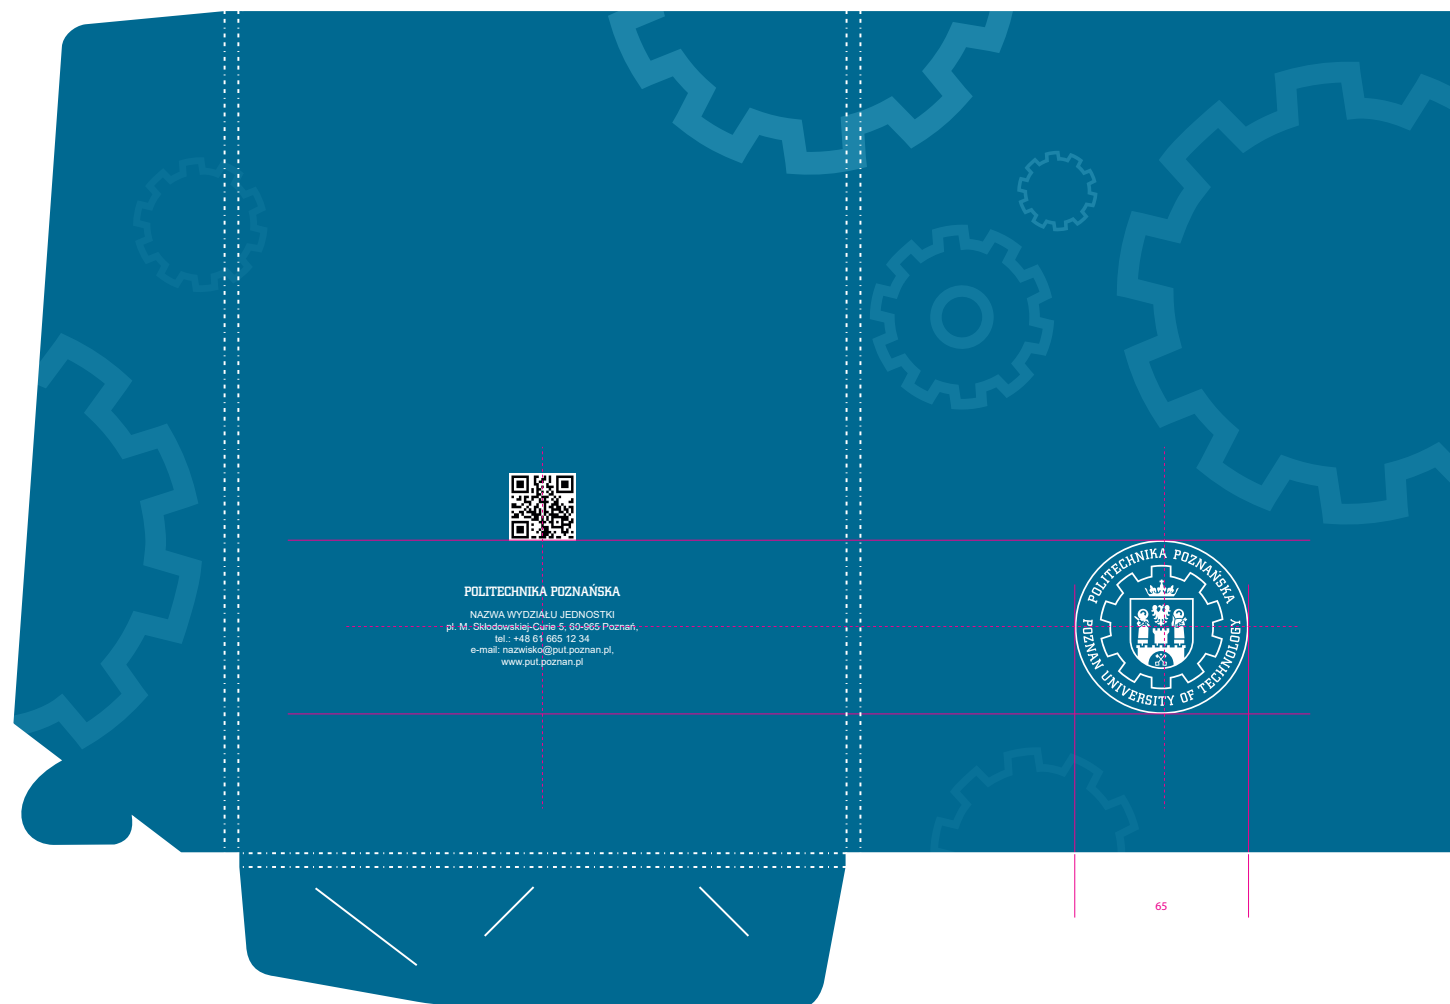 POLITECHNIKA POZNAŃSKA
NAZWA WYDZIAŁU JEDNOSTKI
pl. M. Skłodowskiej-Curie 5, 60-965 Poznań,
tel.: +48 61 665 12 34
e-mail: nazwisko@put.poznan.pl,
www.put.poznan.pl
POLITECHNIKA POZNAŃSKA
POZNAN UNIVERSITY OF TECHNOLOGY
65